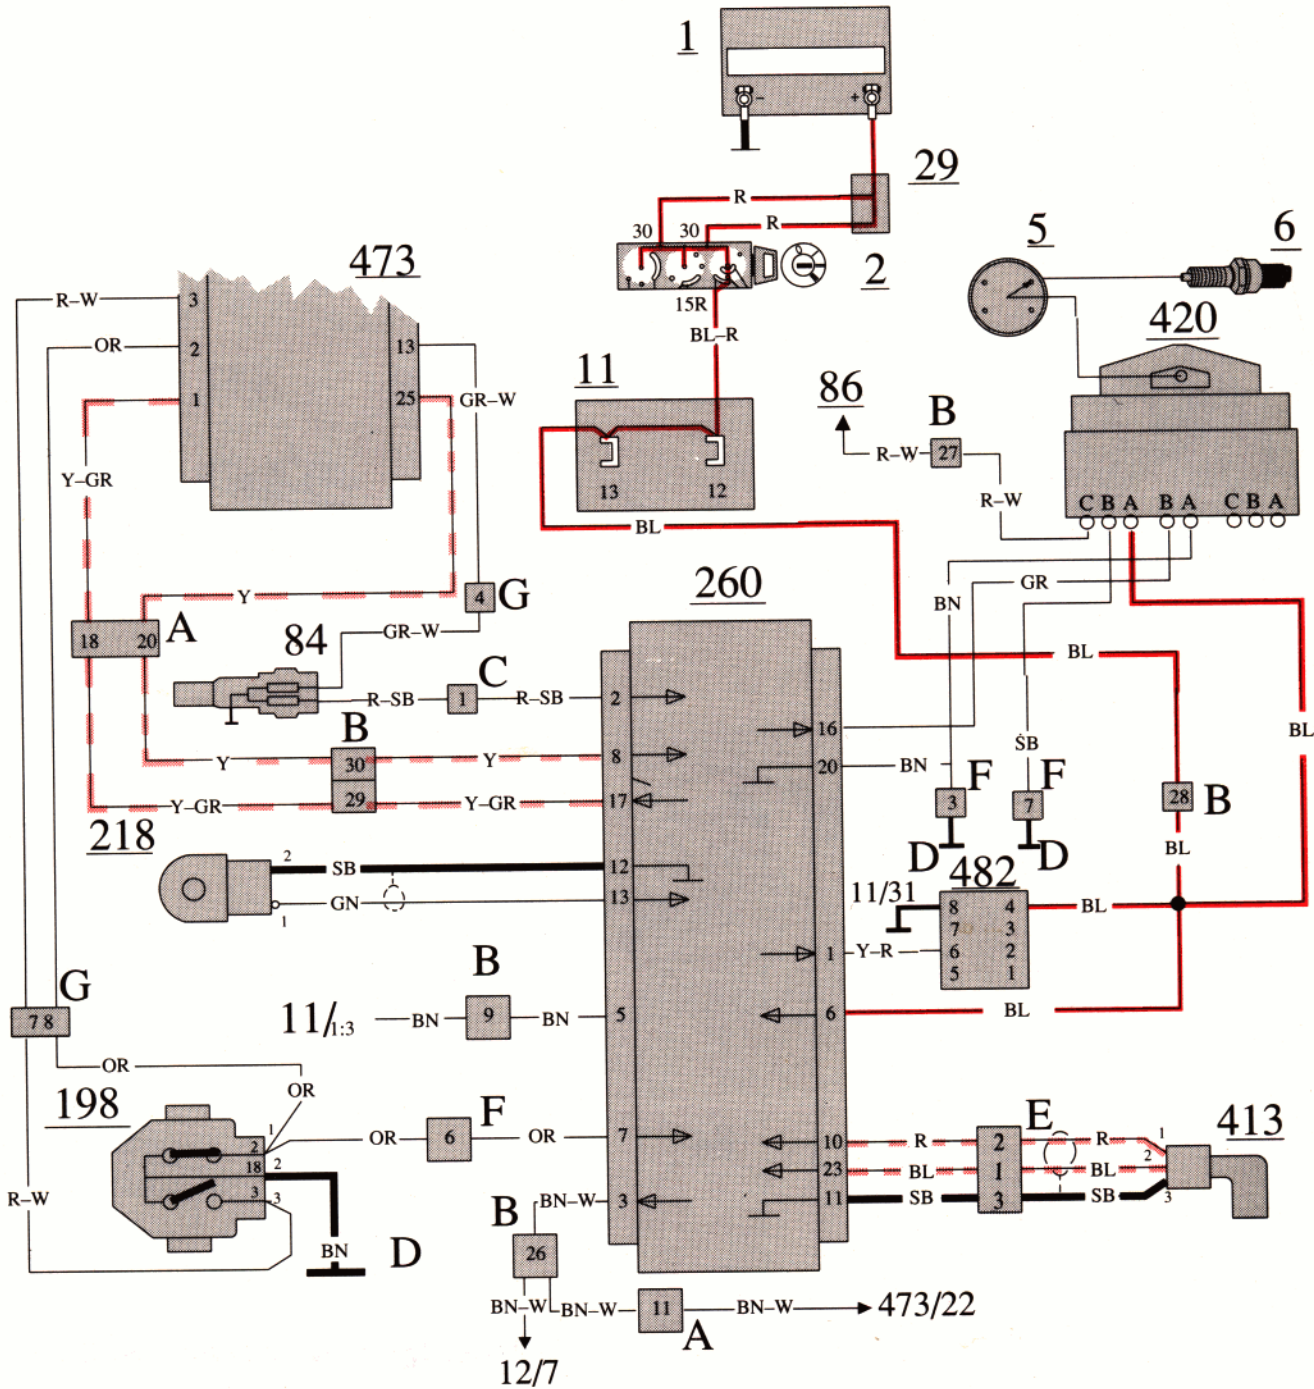 1
- +
29
R
R
30 30
2
15R
BL–R
5
6
420
473
R–W
3
OR
2
13
1
25
GR–W
11
86
B
R–W
27
R–W
13 12
C B A B A C B A
Y–GR
BL
260
GR
BN
Y
4
G
18 20
A
84
GR–W
BL
C
R–SB
1
R–SB
2
B
16
BL
Y
30
Y
8
SB
BN
20
F
F
Y–GR
29
Y–GR
17
3
7
28
B
218
D
D
2
SB
12
482
BL
11/31
GN
13
1
8 4
7 3
6 2
5 1
BL
B
1
Y–R
G
11/1:3
BN
9
BN
5
6
BL
7 8
OR
OR
198
F
E
413
1
2
OR
6
OR
7
10
R
2
R
1
18
2
23
BL
1
BL
2
R–W
3
3
BN–W
3
11
SB
3
SB
3
B
BN
D
26
BN–W
BN–W
11
BN–W
473/22
A
12/7